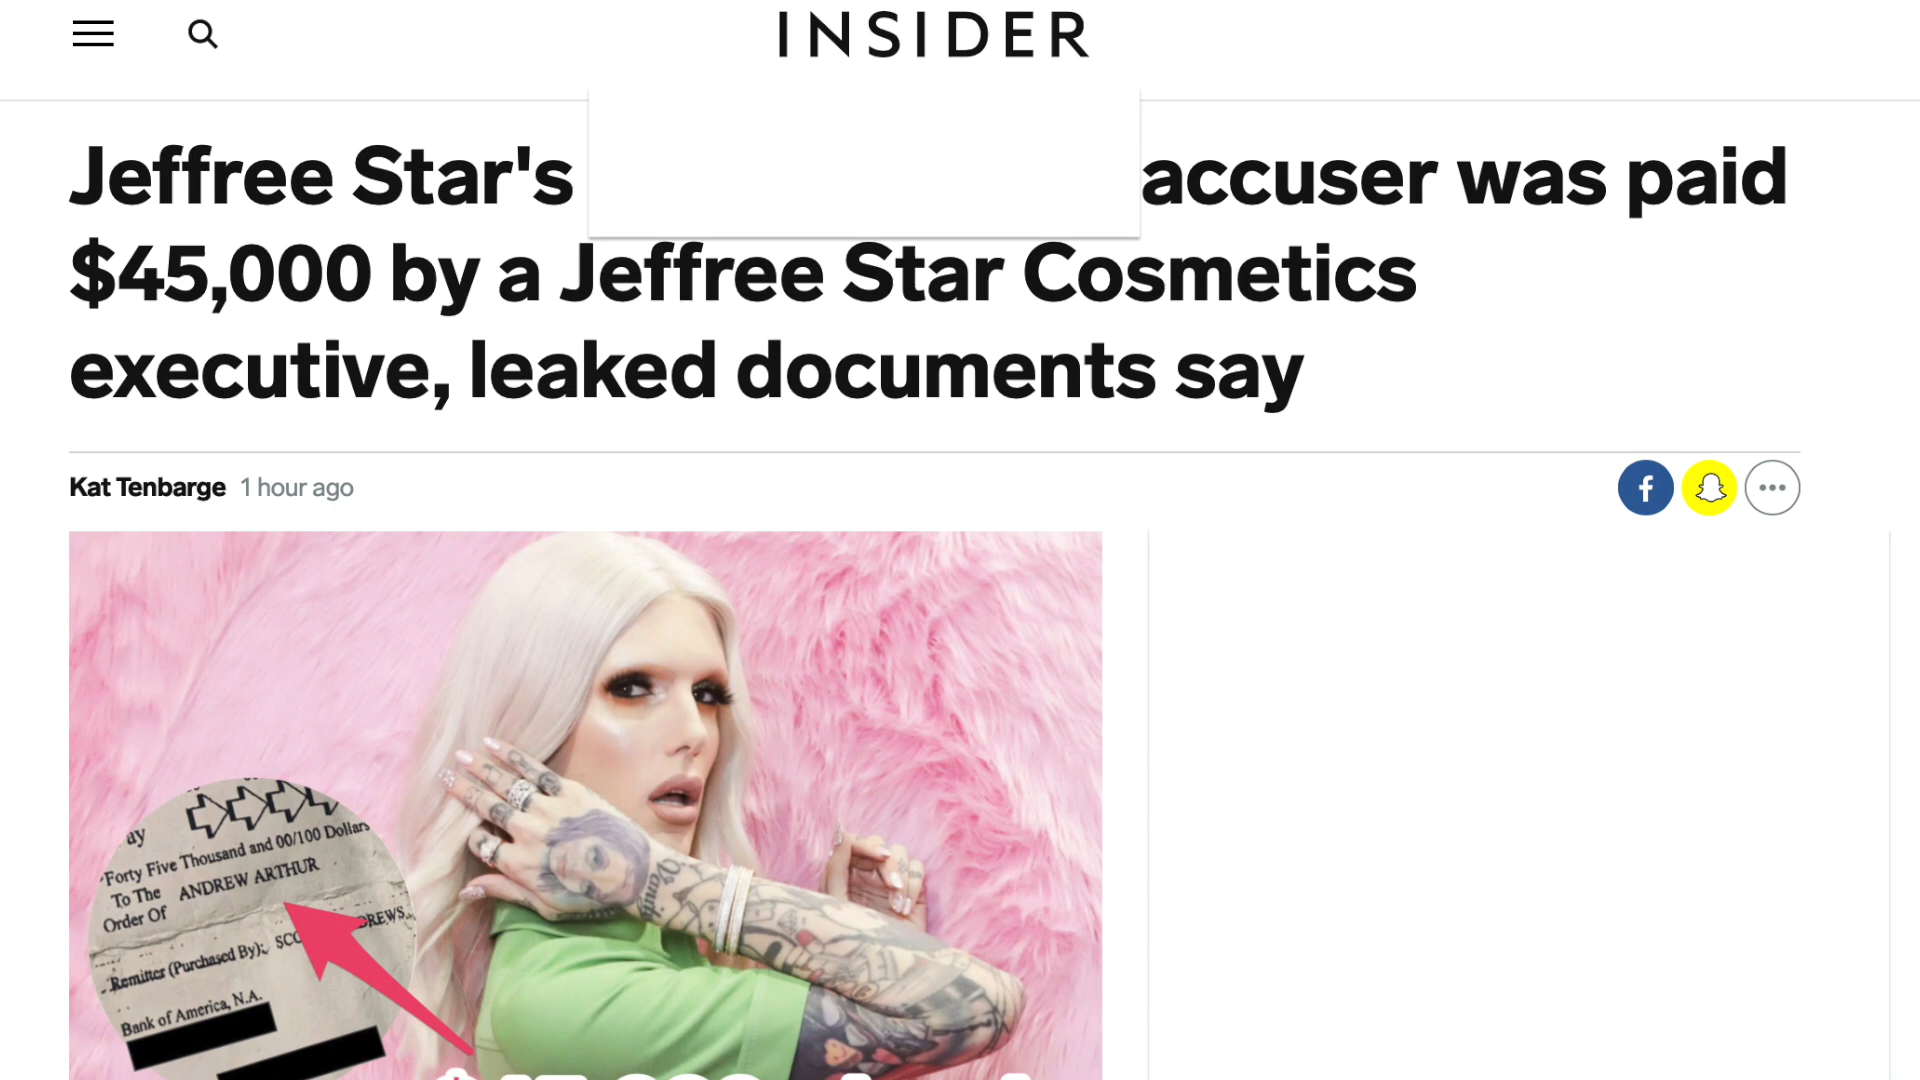 INSIDER
Jeffree Star's accuser was paid
$45,000 by a Jeffree Star Cosmetics
executive, leaked documents say
Kat Tenbarge 1 hour ago
Forty Five Thousand and 00/100 Dollars
To The
Order Of
ANDREW ARTHUR
Remitter (Purchased By):
Bank of America, N.A.